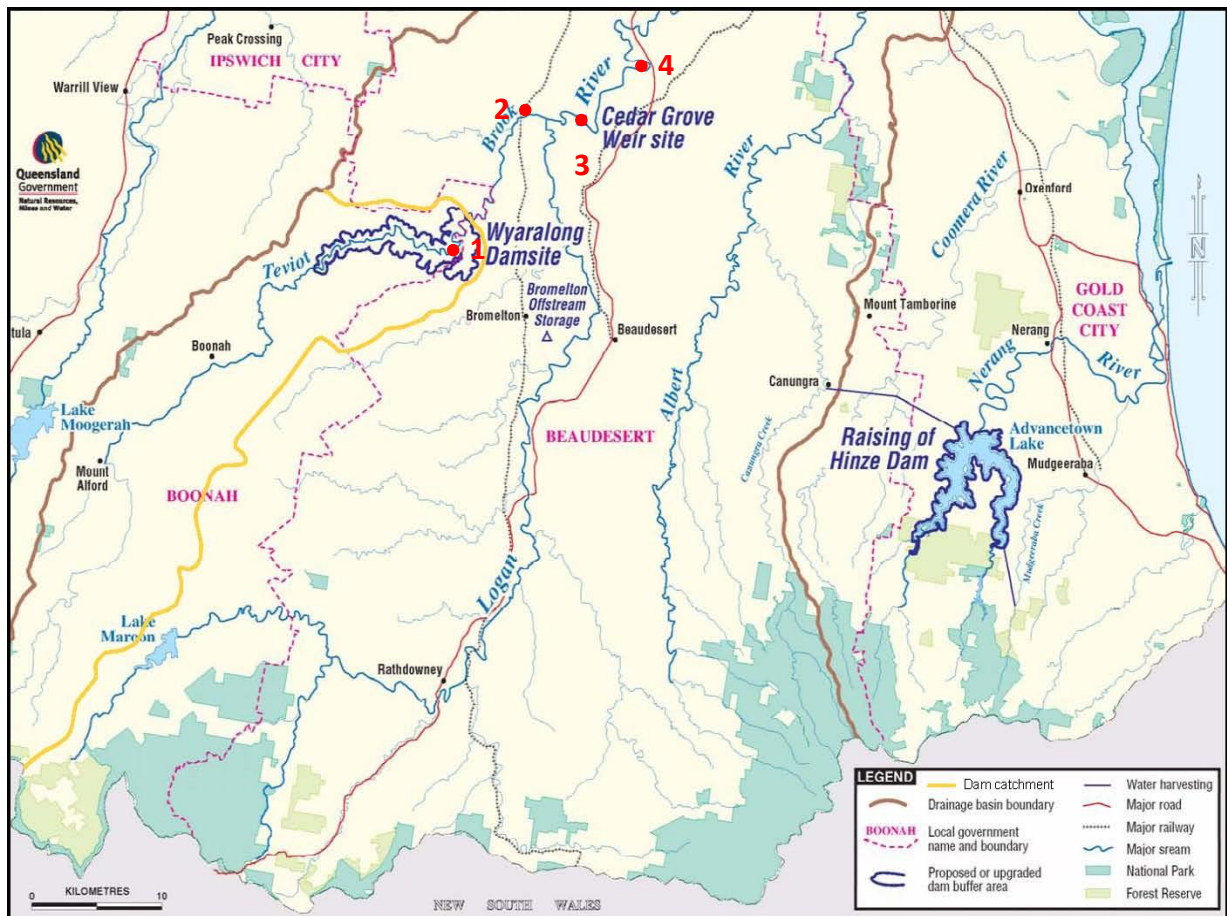 Peak Crossing
IPSWICH CITY
Warrill View
Queensland
Government
Natural Resources,
Mines and Water
River
4
2
Brook
Cedar Grove
Weir site
3
River
Coomera River
Oxenford
Wyaralong
Damsite
1
Teviot
N
Bromelton
Offstream
Storage
Bromelton
Beaudesert
Mount Tamborine
GOLD
COAST
CITY
Nerang
Nerang
River
tula
Boonah
Canungra
Albert
Lake
Moogerah
BEAUDESERT
Raising of
Hinze Dam
Advancetown
Lake
Mudgeeraba
Canungra Creek
Mount
Alford
BOONAH
Mudgeeraba Creek
Logan
Lake
Maroon
Rathdowney
LEGEND
Dam catchment
Drainage basin boundary
BOONAH
Local government
name and boundary
Proposed or upgraded
dam buffer area
Water harvesting
Major road
Major railway
Major sream
National Park
Forest Reserve
KILOMETRES
0 10
NEW SOUTH WALES